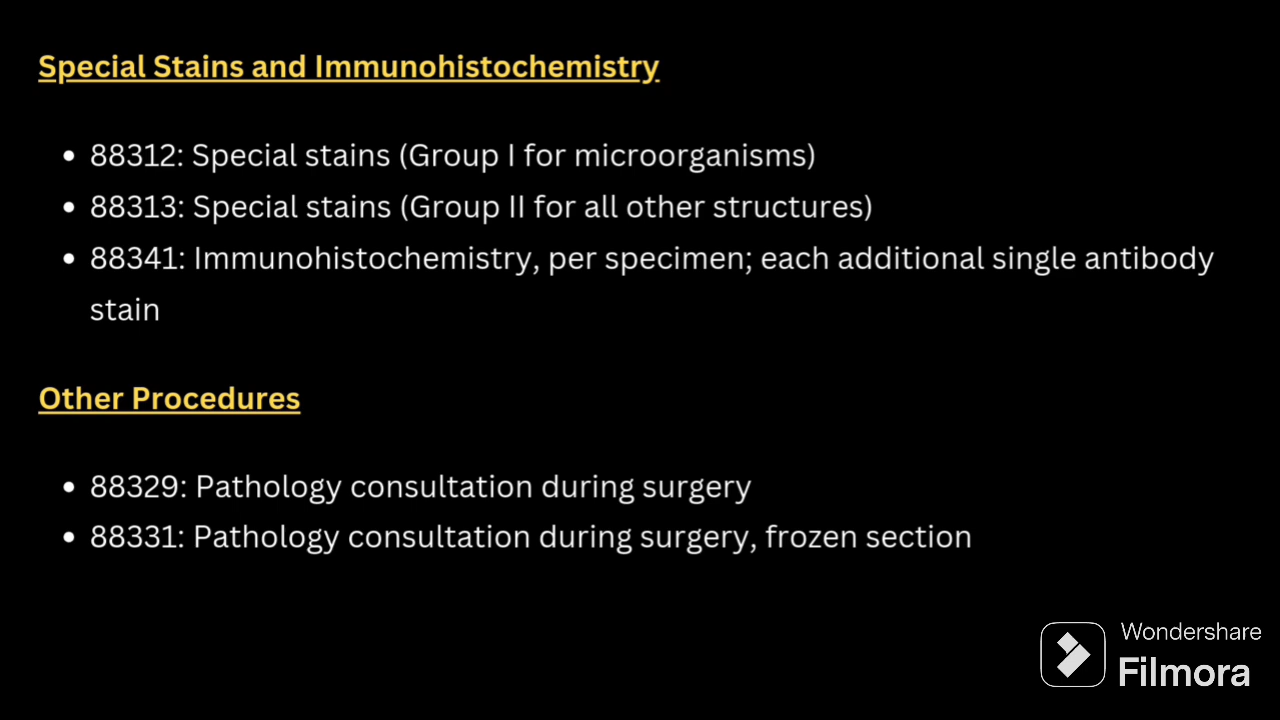 Special Stains and Immunohistochemistry
• 88312: Special stains (Group I for microorganisms)
• 88313: Special stains (Group II for all other structures)
• 88341: Immunohistochemistry, per specimen; each additional single antibody
stain
Other Procedures
• 88329: Pathology consultation during surgery
• 88331: Pathology consultation during surgery, frozen section
Wondershare
Filmora